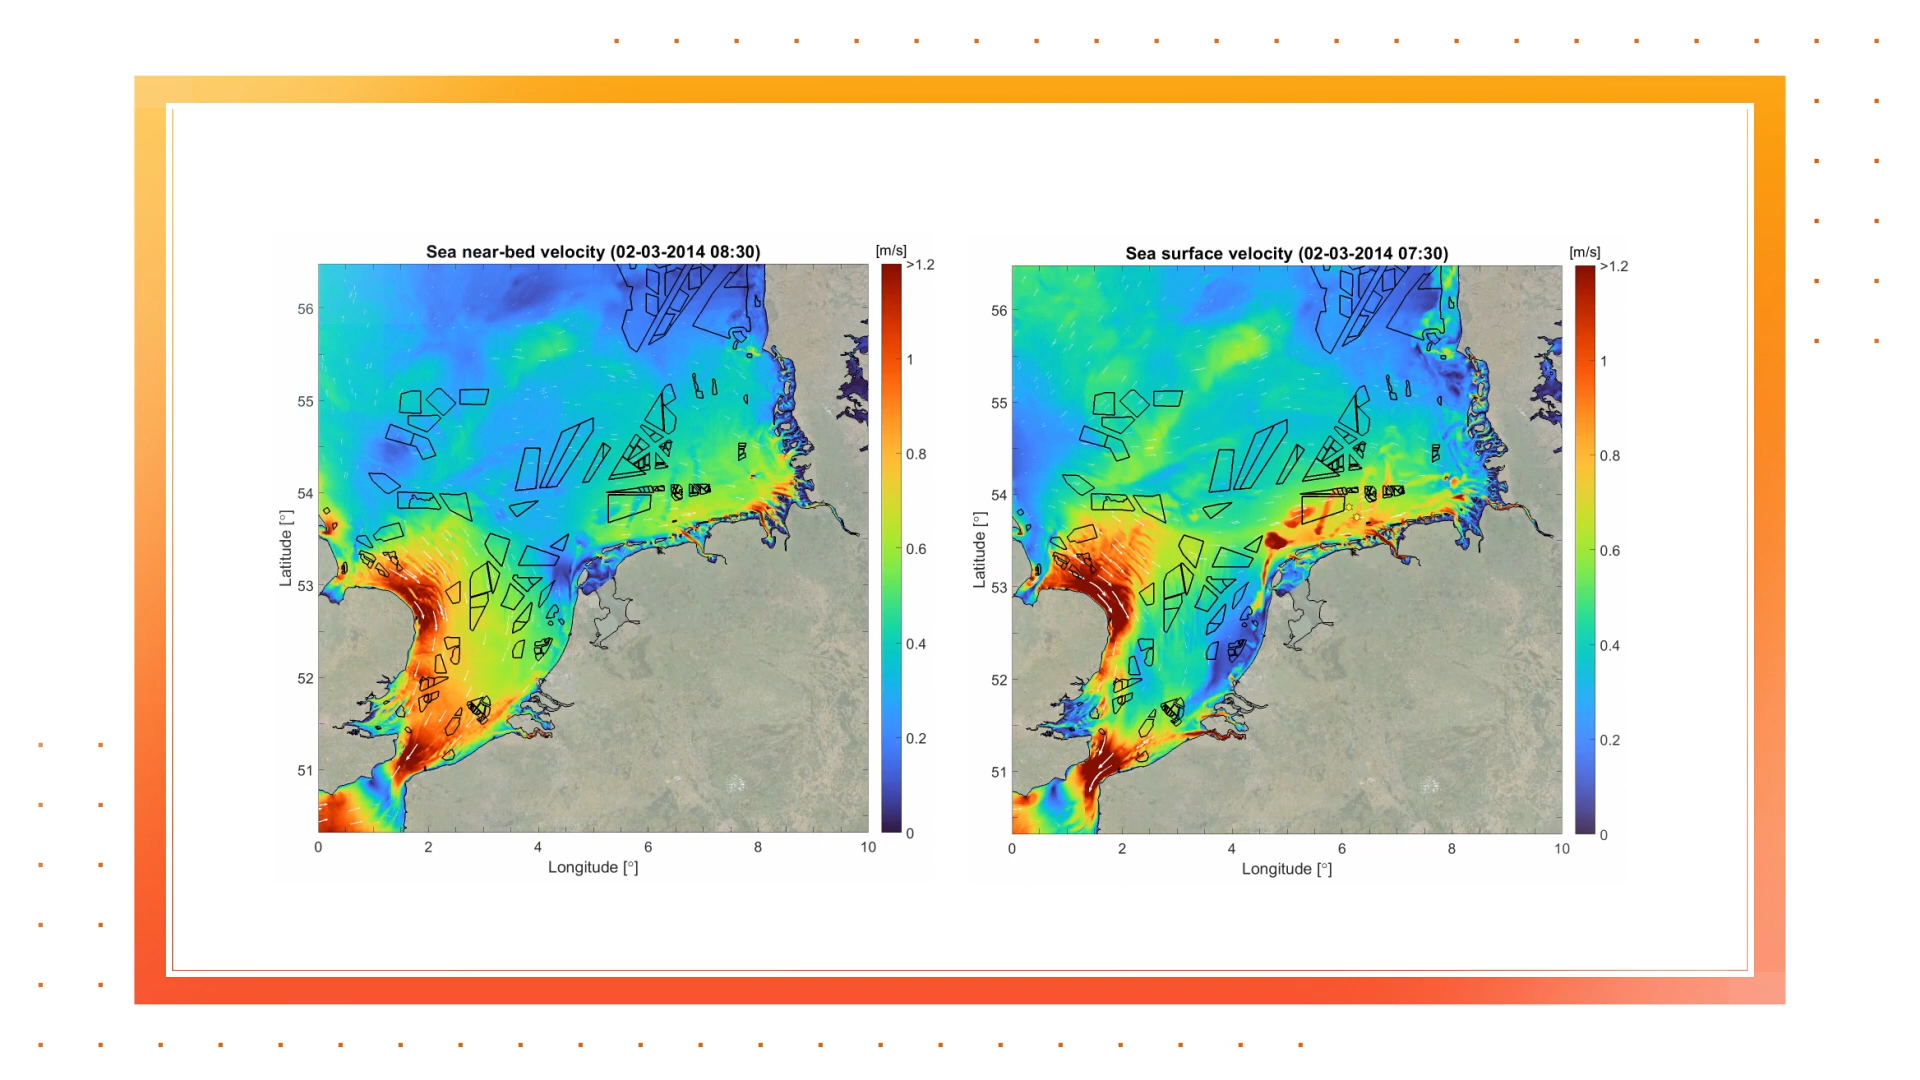 Sea near-bed velocity (02-03-2014 08:30)
[m/s]
>1.2
1
0.8
0.6
0.4
0.2
0
56
55
54
53
52
51
Latitude [°]
0 2 4 6 8 10
Longitude [°]
Sea surface velocity (02-03-2014 07:30)
[m/s]
>1.2
1
0.8
0.6
0.4
0.2
0
56
55
54
53
52
51
Latitude [°]
0 2 4 6 8 10
Longitude [°]